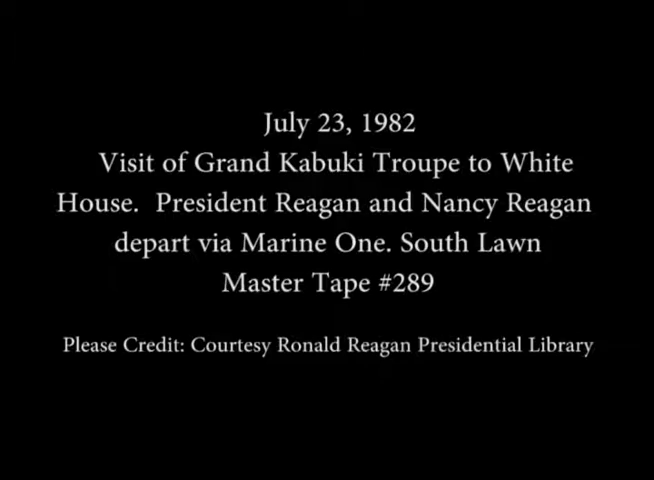 July 23, 1982
Visit of Grand Kabuki Troupe to White
House.  President Reagan and Nancy Reagan
depart via Marine One. South Lawn
Master Tape #289
Please Credit: Courtesy Ronald Reagan Presidential Library